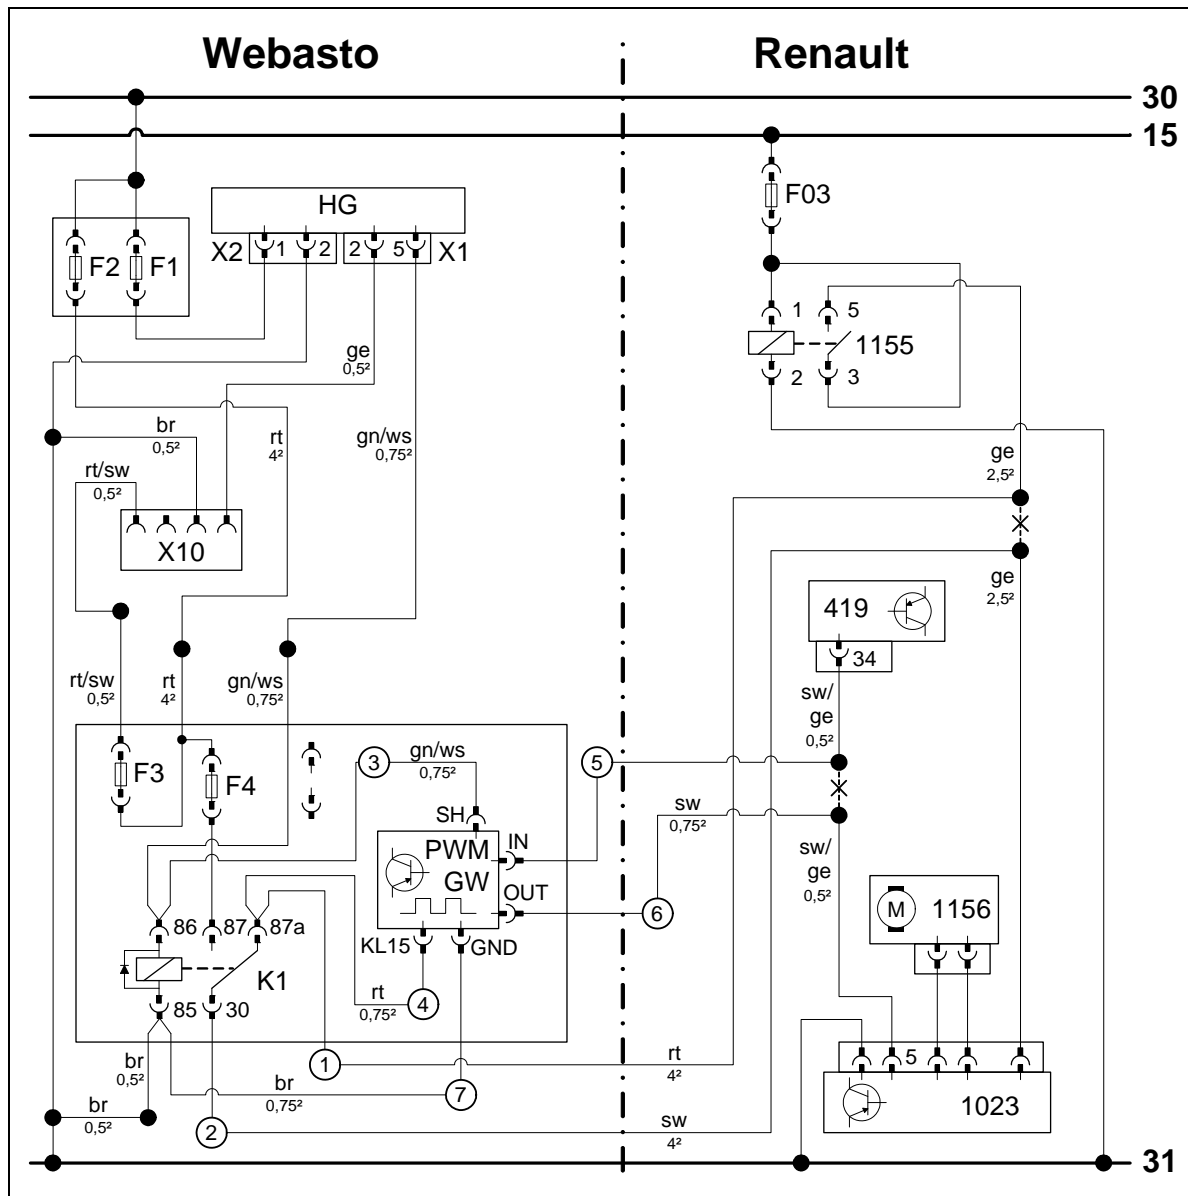 Webasto
Renault
30
15
F03
HG
X2 1 2 2 5 X1
F2 F1
1 5
1155
2 3
ge
0,5²
br
0,5²
rt
4²
gn/ws
0,75²
rt/sw
0,5²
ge
2,5²
X10
ge
2,5²
419
34
rt/sw
0,5²
rt
4²
gn/ws
0,75²
sw/
ge
0,5²
F3
F4
3
gn/ws
0,75²
5
SH
sw
0,75²
PWM
GW
IN
OUT
sw/
ge
0,5²
M 1156
6
86 87 87a
KL15 GND
K1
85 30
rt
0,75²
4
br
0,5²
1
rt
4²
5
br
0,75²
7
1023
br
0,5²
2
sw
4²
31